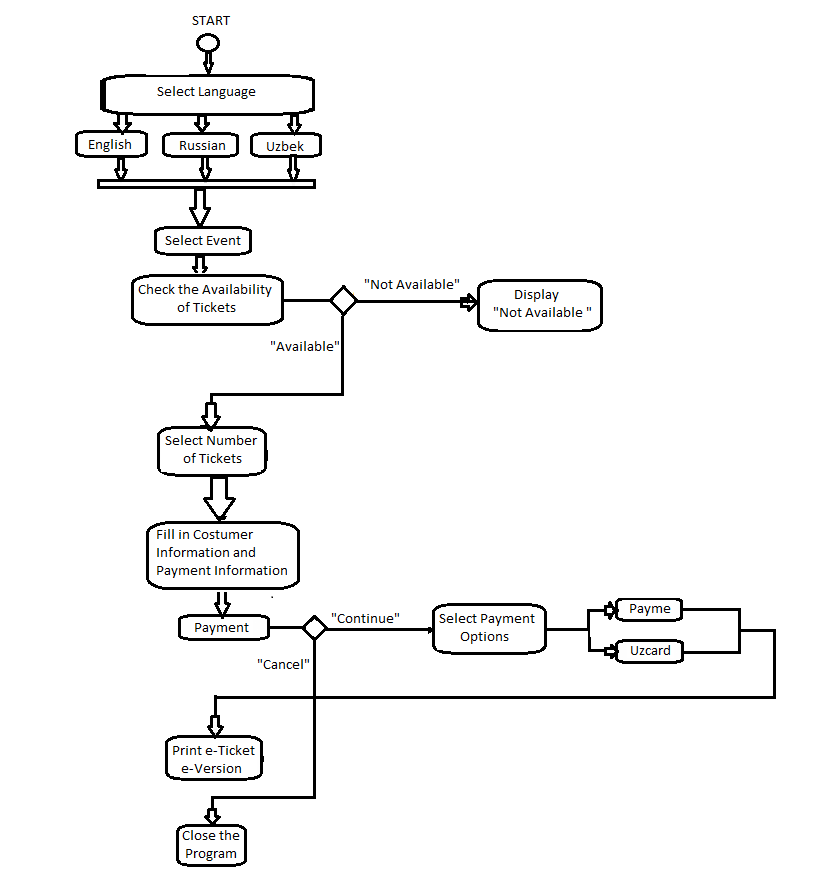 START
Select Language
English
Russian
Uzbek
Select Event
Check the Availability
of Tickets
"Not Available"
Display
"Not Available "
"Available"
Select Number
of Tickets
Fill in Costumer
Information and
Payment Information
Payment
"Continue"
"Cancel"
Select Payment
Options
Payme
Uzcard
Print e-Ticket
e-Version
Close the
Program